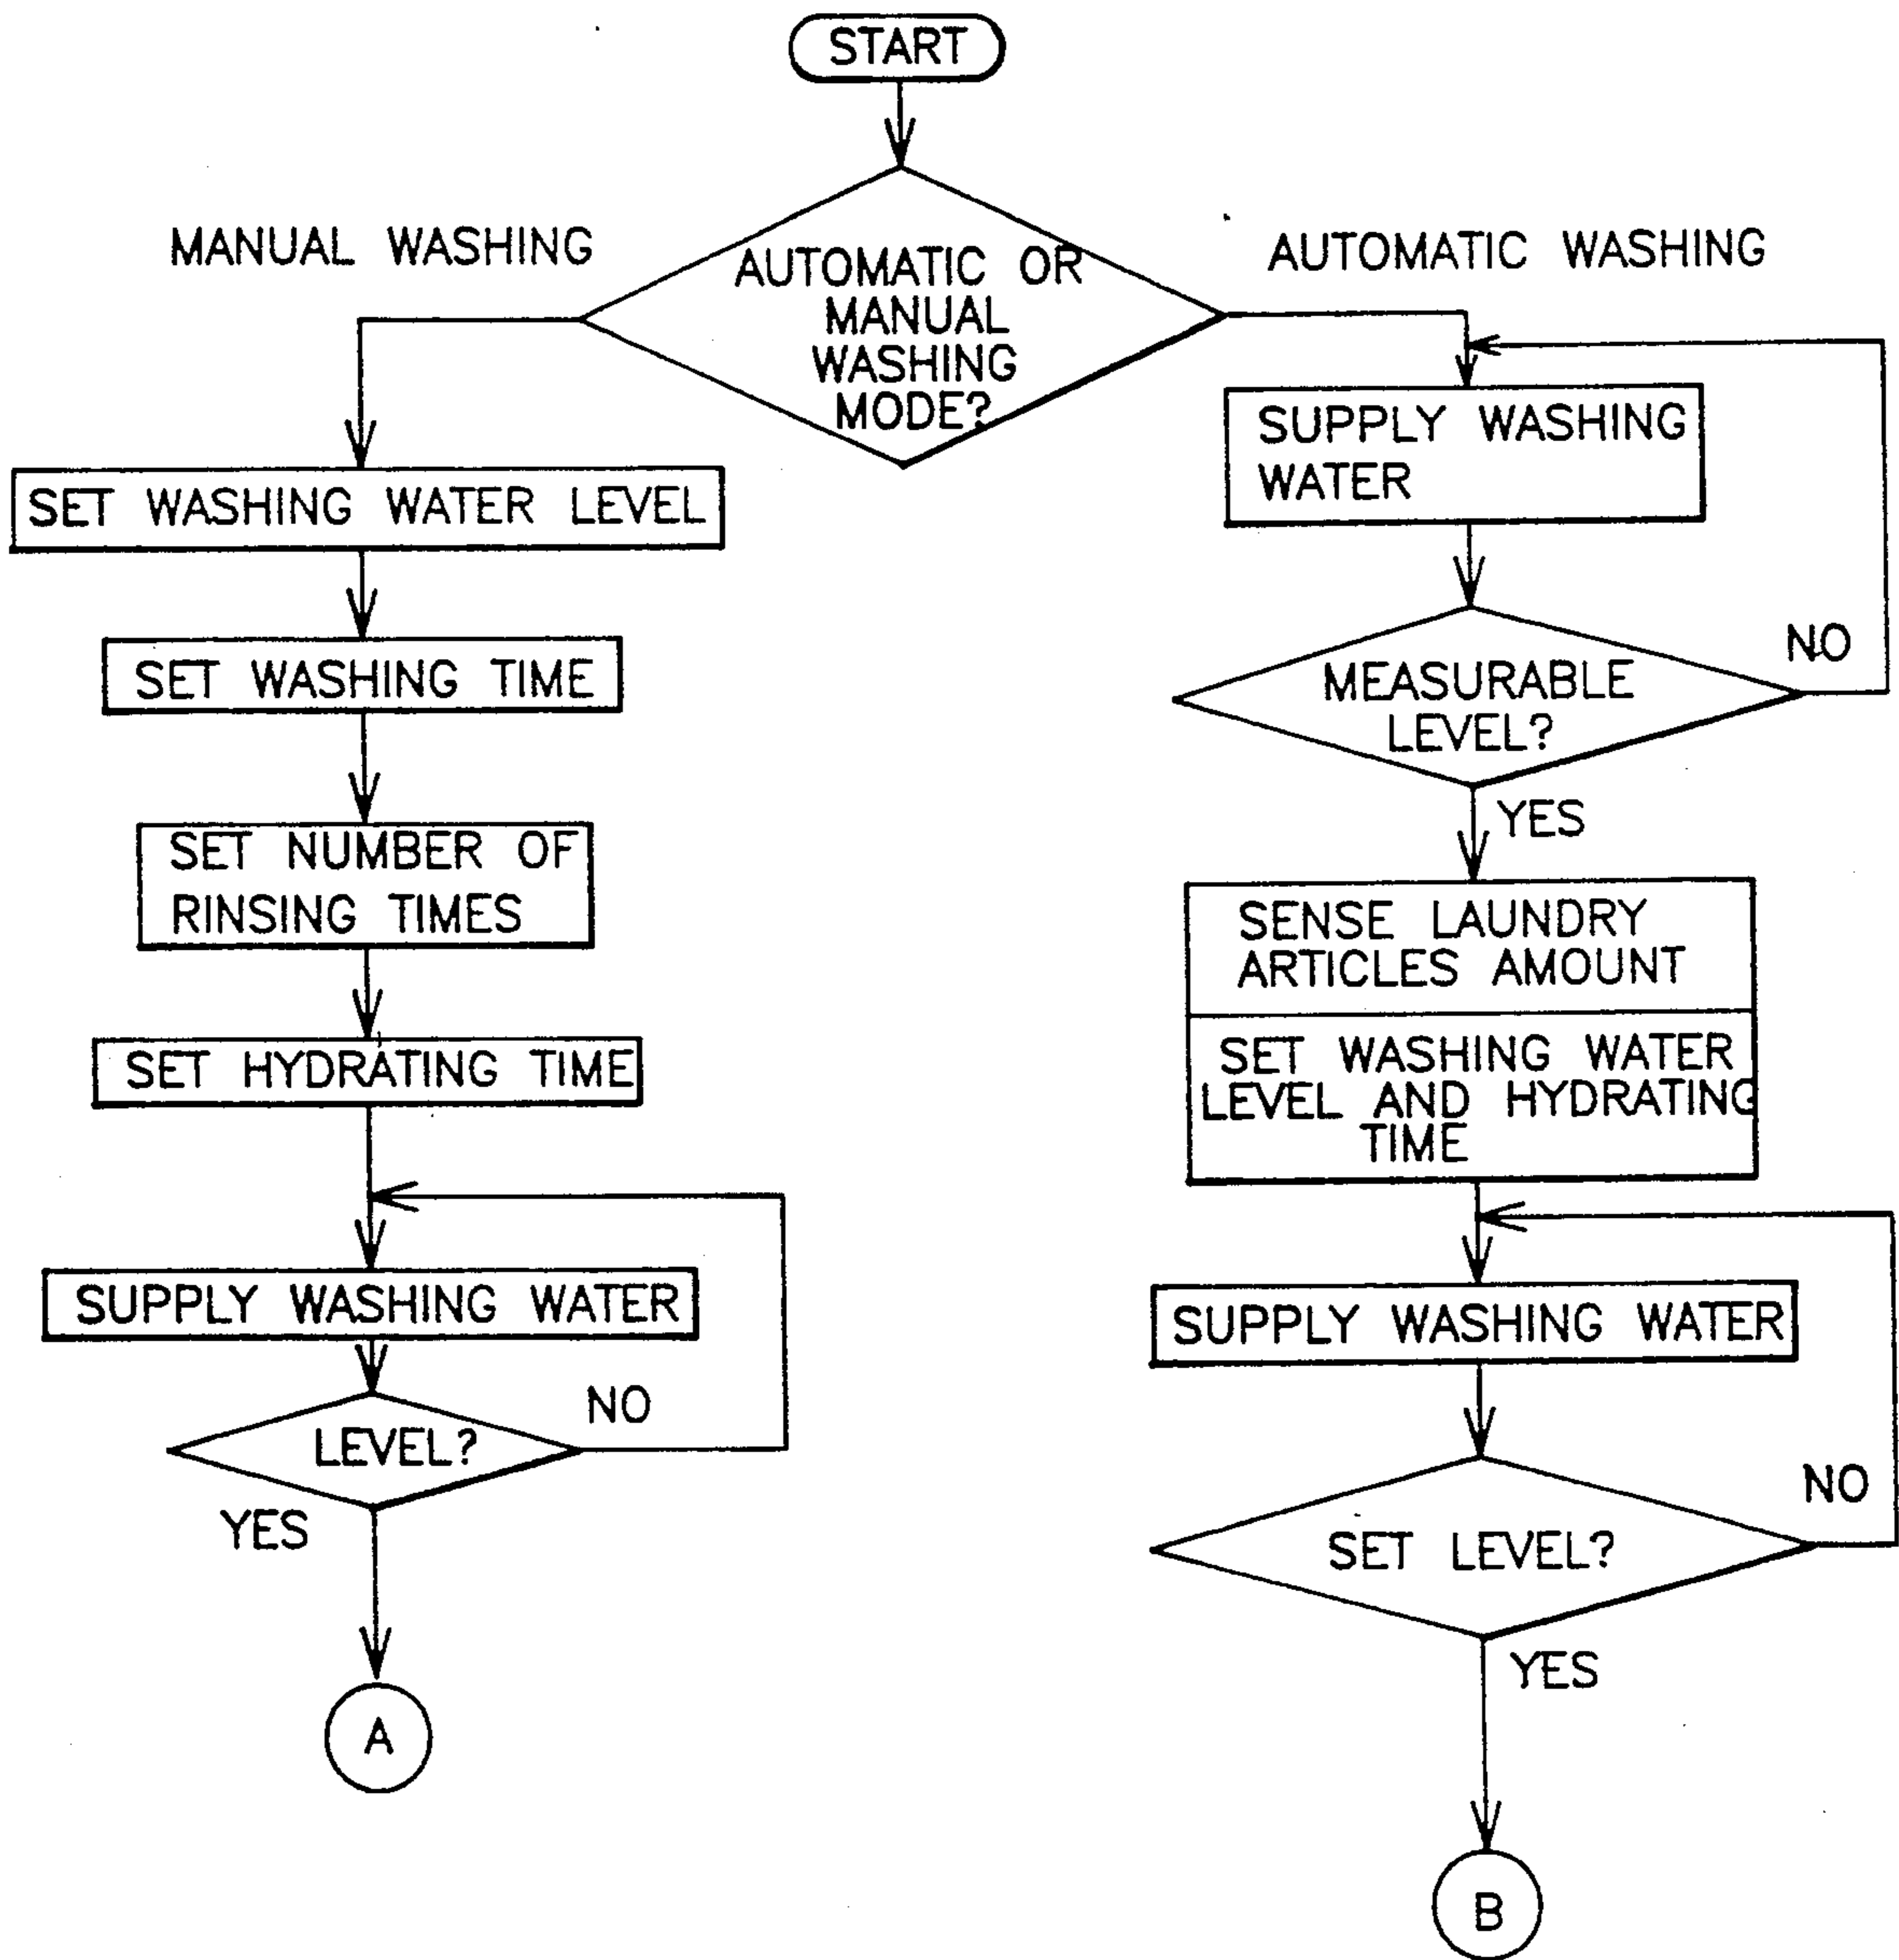 START
MANUAL WASHING
AUTOMATIC WASHING
AUTOMATIC OR
MANUAL
WASHING
MODE?
SET WASHING WATER LEVEL
SET WASHING TIME
SET NUMBER OF
RINSING TIMES
SET HYDRATING TIME
SUPPLY WASHING WATER
LEVEL?
NO
YES
A
SUPPLY WASHING
WATER
MEASURABLE
LEVEL?
NO
YES
SENSE LAUNDRY
ARTICLES AMOUNT
SET WASHING WATER
LEVEL AND HYDRATING
TIME
SUPPLY WASHING WATER
SET LEVEL?
NO
YES
B